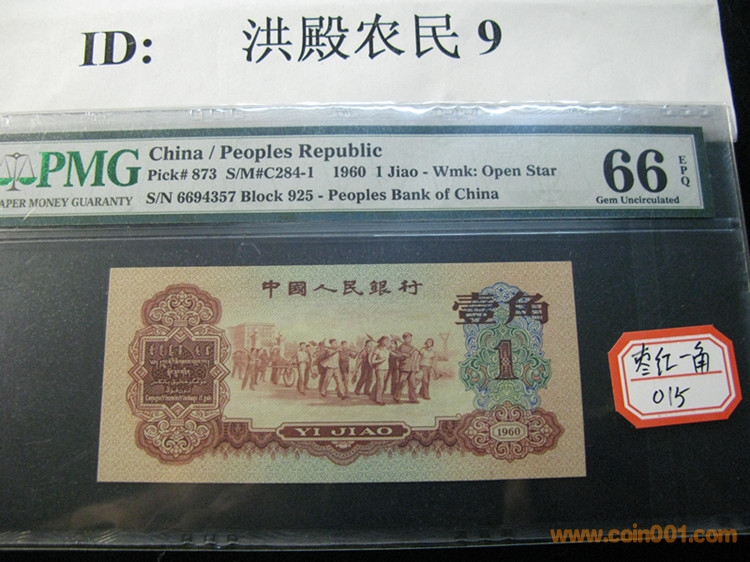 ID: 洪殿农民9
PMG
PAPER MONEY GUARANTY
China / Peoples Republic
Pick# 873 S/M#C284-1 1960 1 Jiao - Wmk: Open Star
S/N 6694357 Block 925 - Peoples Bank of China
66 EPQ
Gem Uncirculated
中國人民銀行
壹角
1
YI JIAO
1960
枣红一角
015
www.coin001.com